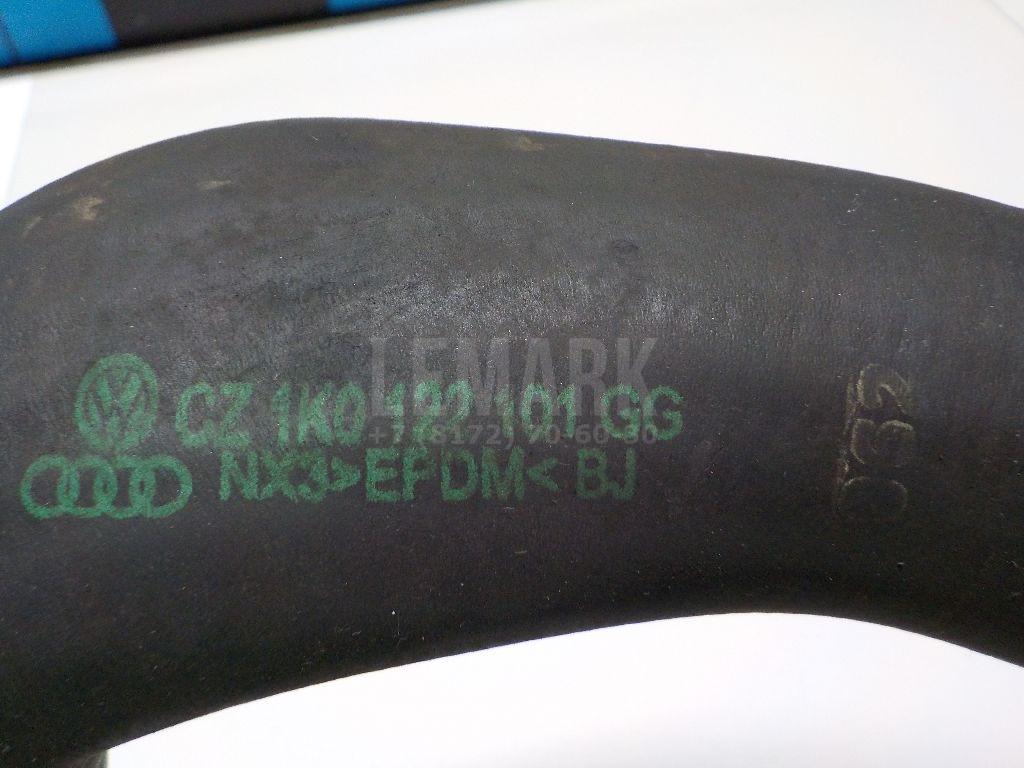 LEMARK
CZ 1K0 122 101 GG
+7 (8172) 70-60-30
NX3>EPDM< BJ